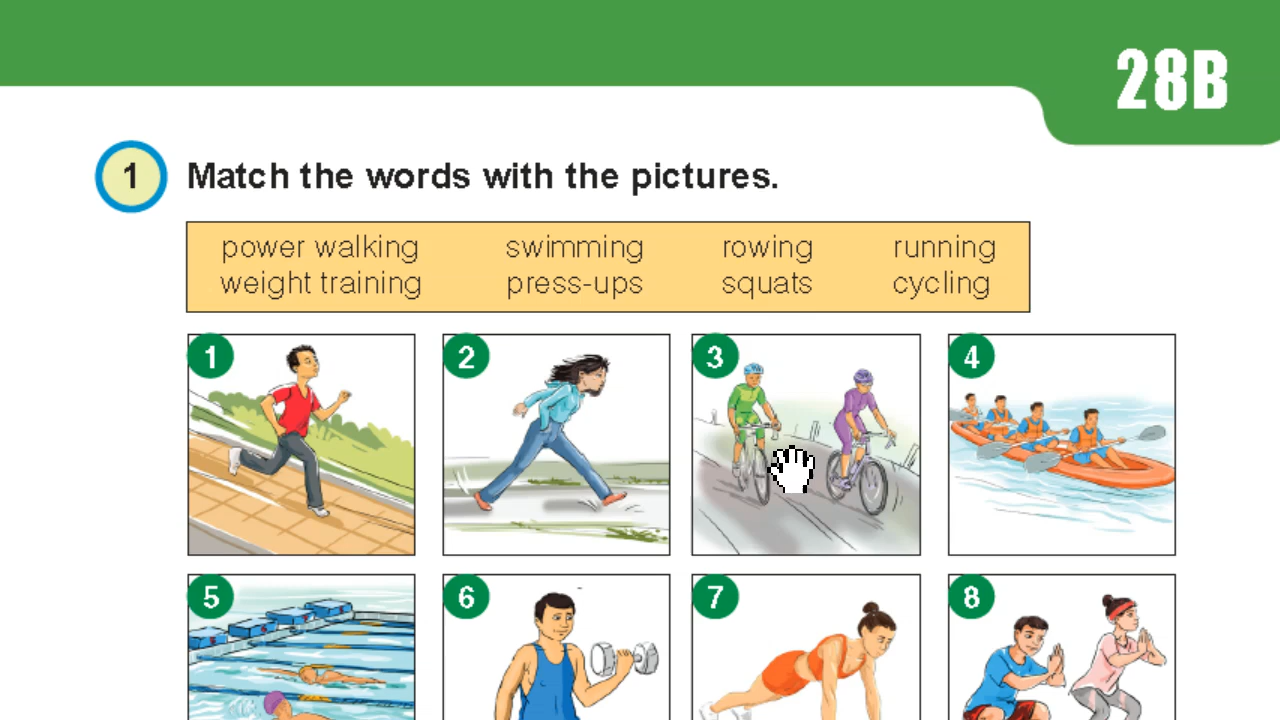 28B
1 Match the words with the pictures.
power walking swimming rowing running
weight training press-ups squats cycling
1 2 3 4
5 6 7 8